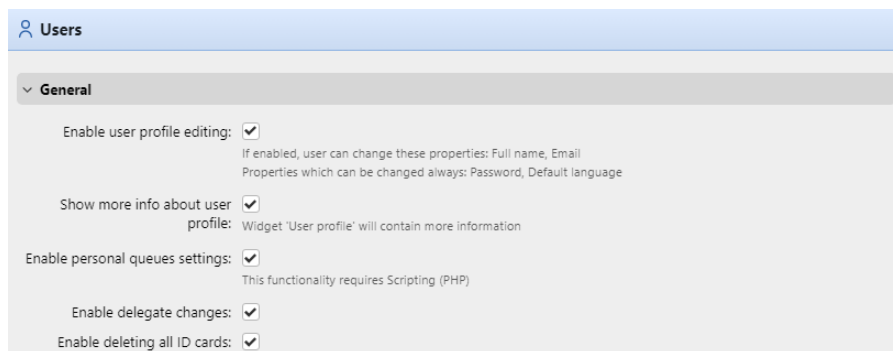 Users
General
Enable user profile editing:
If enabled, user can change these properties: Full name, Email
Properties which can be changed always: Password, Default language
Show more info about user
profile:
Widget 'User profile' will contain more information
Enable personal queues settings:
This functionality requires Scripting (PHP)
Enable delegate changes:
Enable deleting all ID cards: